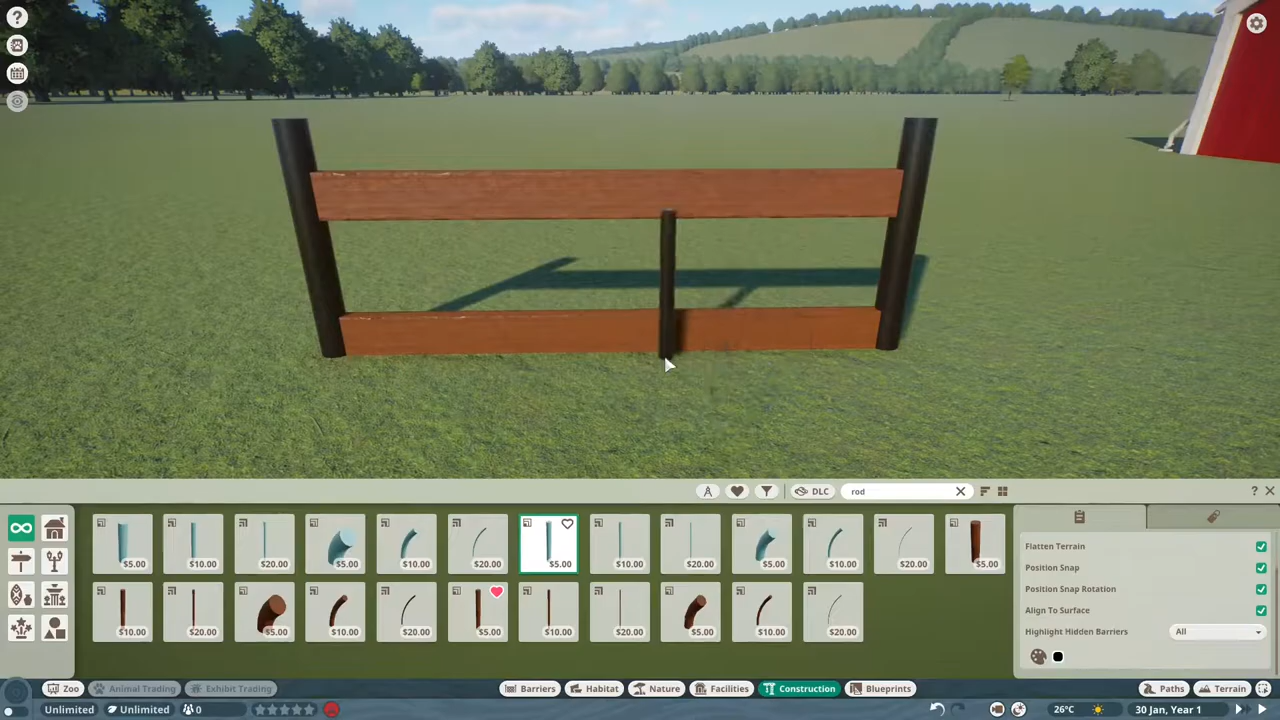 ?
DLC
rod
?
$5.00 $10.00 $20.00 $5.00 $10.00 $20.00 $5.00 $10.00 $20.00 $5.00 $10.00 $20.00 $5.00
$10.00 $20.00 $5.00 $10.00 $20.00 $5.00 $10.00 $20.00 $5.00 $10.00 $20.00
Flatten Terrain
Position Snap
Position Snap Rotation
Align To Surface
Highlight Hidden Barriers All
Zoo Animal Trading Exhibit Trading Barriers Habitat Nature Facilities Construction Blueprints Paths Terrain
Unlimited Unlimited 0 26°C 30 Jan, Year 1